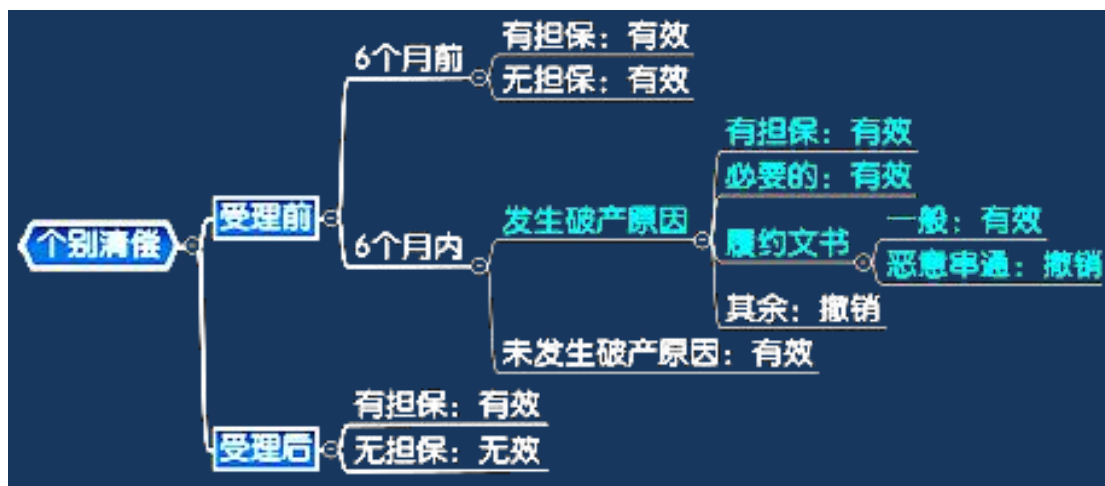 个别清偿
受理前
6个月前
有担保：有效
无担保：有效
6个月内
发生破产原因
有担保：有效
必要的：有效
履约文书
一般：有效
恶意串通：撤销
其余：撤销
未发生破产原因：有效
受理后
有担保：有效
无担保：无效